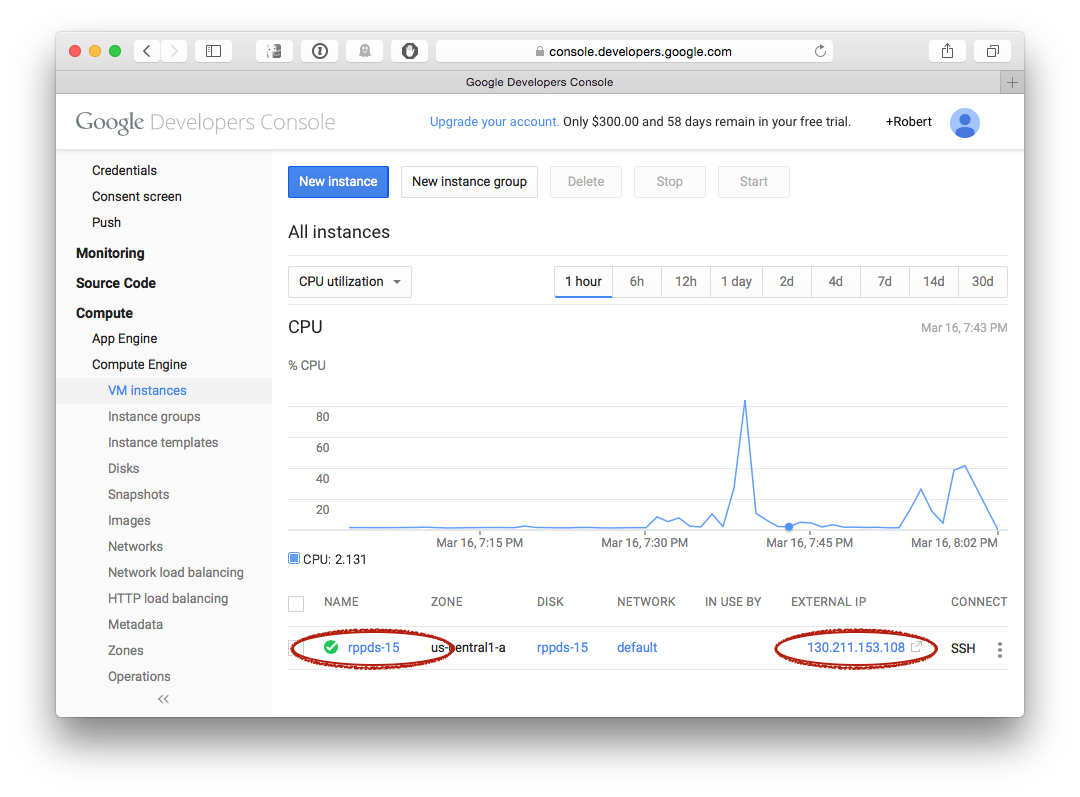 console.developers.google.com
Google Developers Console
Google Developers Console
Upgrade your account. Only $300.00 and 58 days remain in your free trial.
+Robert
Credentials
Consent screen
Push
Monitoring
Source Code
Compute
App Engine
Compute Engine
VM instances
Instance groups
Instance templates
Disks
Snapshots
Images
Networks
Network load balancing
HTTP load balancing
Metadata
Zones
Operations
New instance New instance group Delete Stop Start
All instances
CPU utilization 1 hour 6h 12h 1 day 2d 4d 7d 14d 30d
CPU Mar 16, 7:43 PM
% CPU
80
60
40
20
Mar 16, 7:15 PM Mar 16, 7:30 PM Mar 16, 7:45 PM Mar 16, 8:02 PM
CPU: 2.131
NAME ZONE DISK NETWORK IN USE BY EXTERNAL IP CONNECT
rppds-15 us-central1-a rppds-15 default 130.211.153.108 SSH